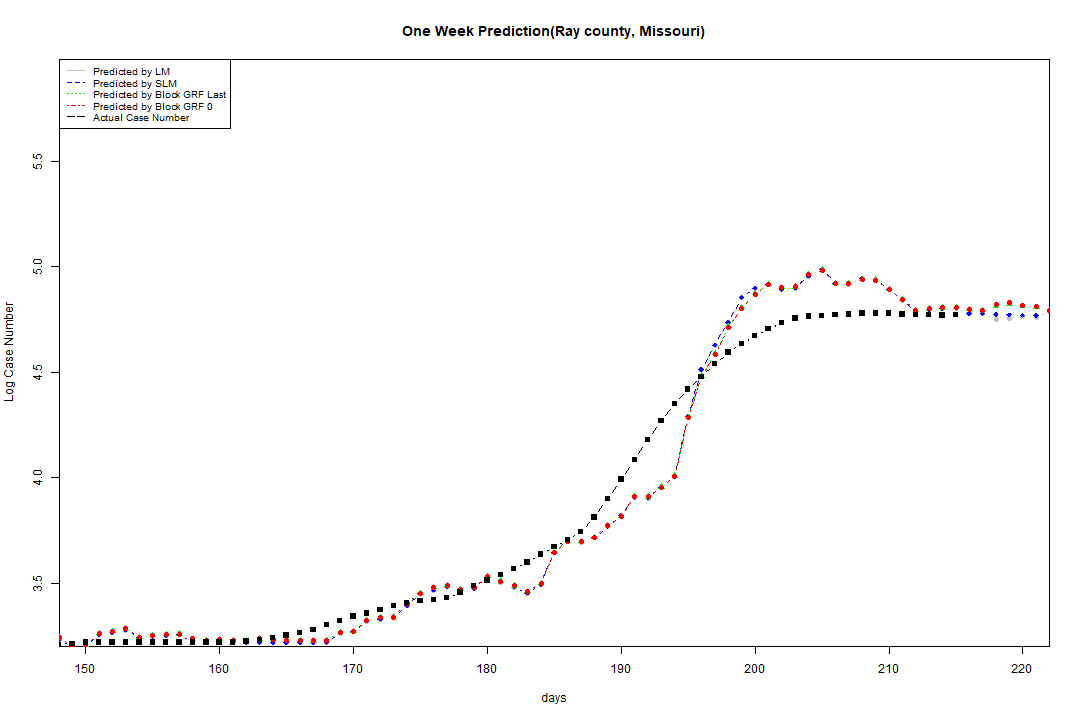 One Week Prediction(Ray county, Missouri)
Predicted by LM
Predicted by SLM
Predicted by Block GRF Last
Predicted by Block GRF 0
Actual Case Number
5.5
5.0
4.5
4.0
3.5
Log Case Number
150 160 170 180 190 200 210 220
days